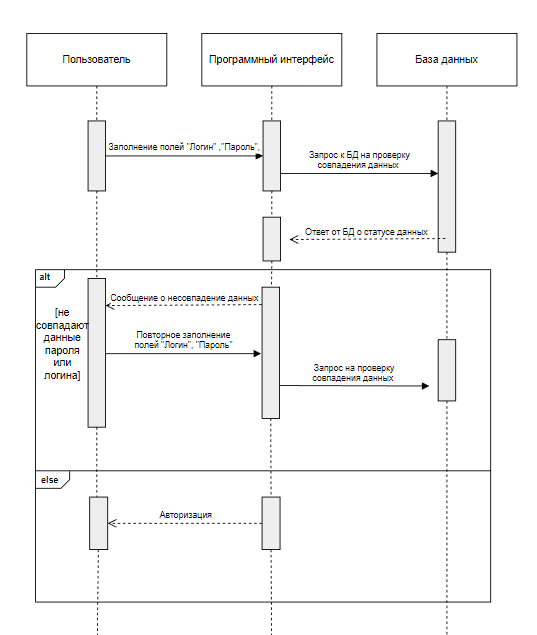 Пользователь
Программный интерфейс
База данных
Заполнение полей "Логин" ,"Пароль",
Запрос к БД на проверку
совпадения данных
Ответ от БД о статусе данных
alt
[не
совпадают
данные
пароля
или
логина]
Сообщение о несовпадение данных
Повторное заполнение
полей "Логин", "Пароль"
Запрос на проверку
совпадения данных
else
Авторизация